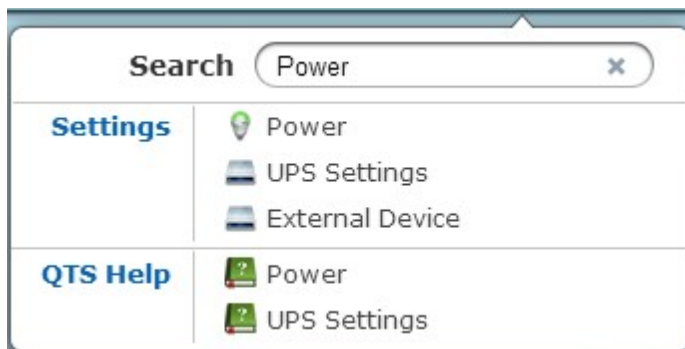 Search Power
Settings Power
UPS Settings
External Device
QTS Help Power
UPS Settings